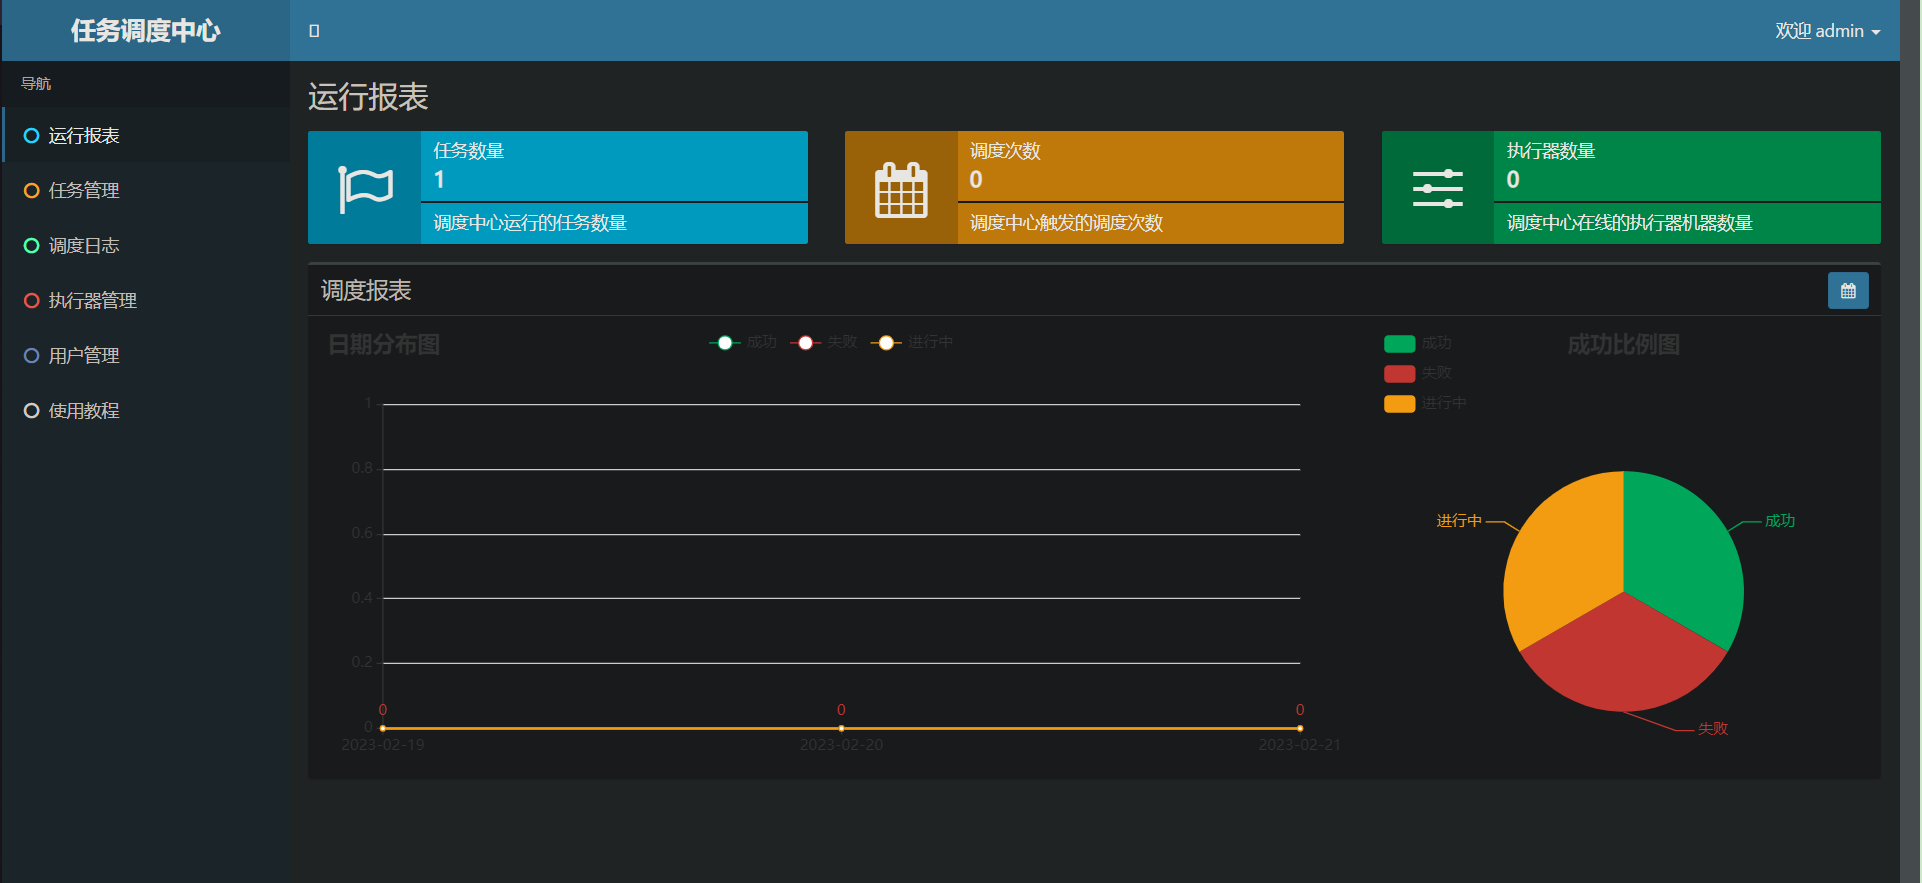 任务调度中心
欢迎 admin
导航
运行报表
任务管理
调度日志
执行器管理
用户管理
使用教程
运行报表
任务数量
1
调度中心运行的任务数量
调度次数
0
调度中心触发的调度次数
执行器数量
0
调度中心在线的执行器机器数量
调度报表
日期分布图
成功 失败 进行中
1
0.8
0.6
0.4
0.2
0
0 0 0
2023-02-19 2023-02-20 2023-02-21
成功比例图
成功
失败
进行中
进行中
成功
失败